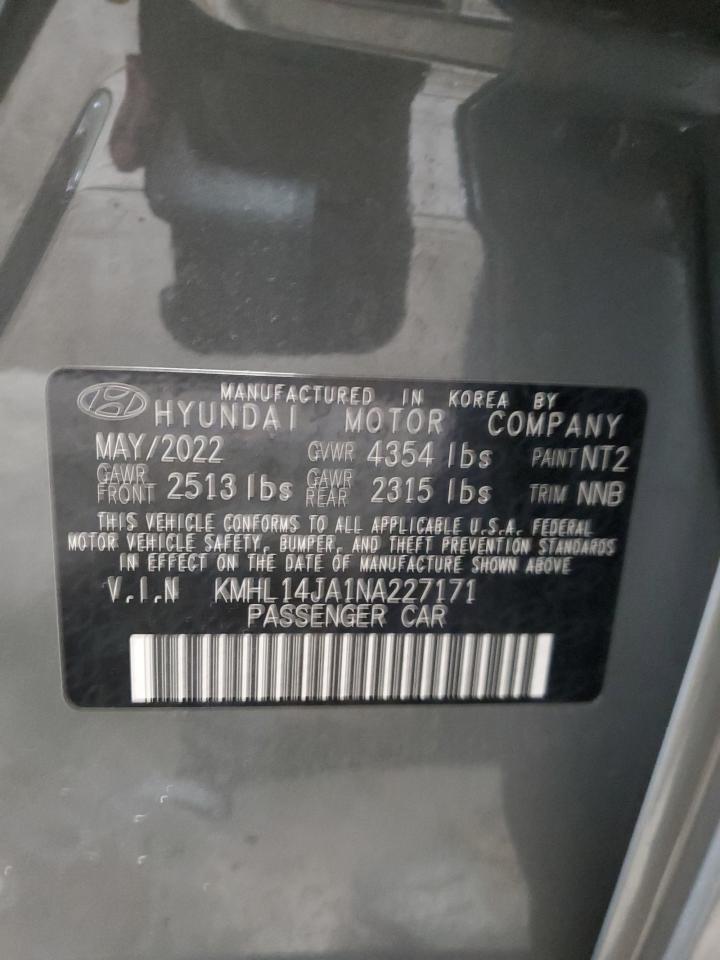 MANUFACTURED IN KOREA BY
HYUNDAI MOTOR COMPANY
MAY/2022 GVWR 4354 lbs PAINT NT2
GAWR FRONT 2513 lbs GAWR REAR 2315 lbs TRIM NNB
THIS VEHICLE CONFORMS TO ALL APPLICABLE U.S.A. FEDERAL
MOTOR VEHICLE SAFETY, BUMPER, AND THEFT PREVENTION STANDARDS
IN EFFECT ON THE DATE OF MANUFACTURE SHOWN ABOVE
V.I.N KMHL14JA1NA227171
PASSENGER CAR